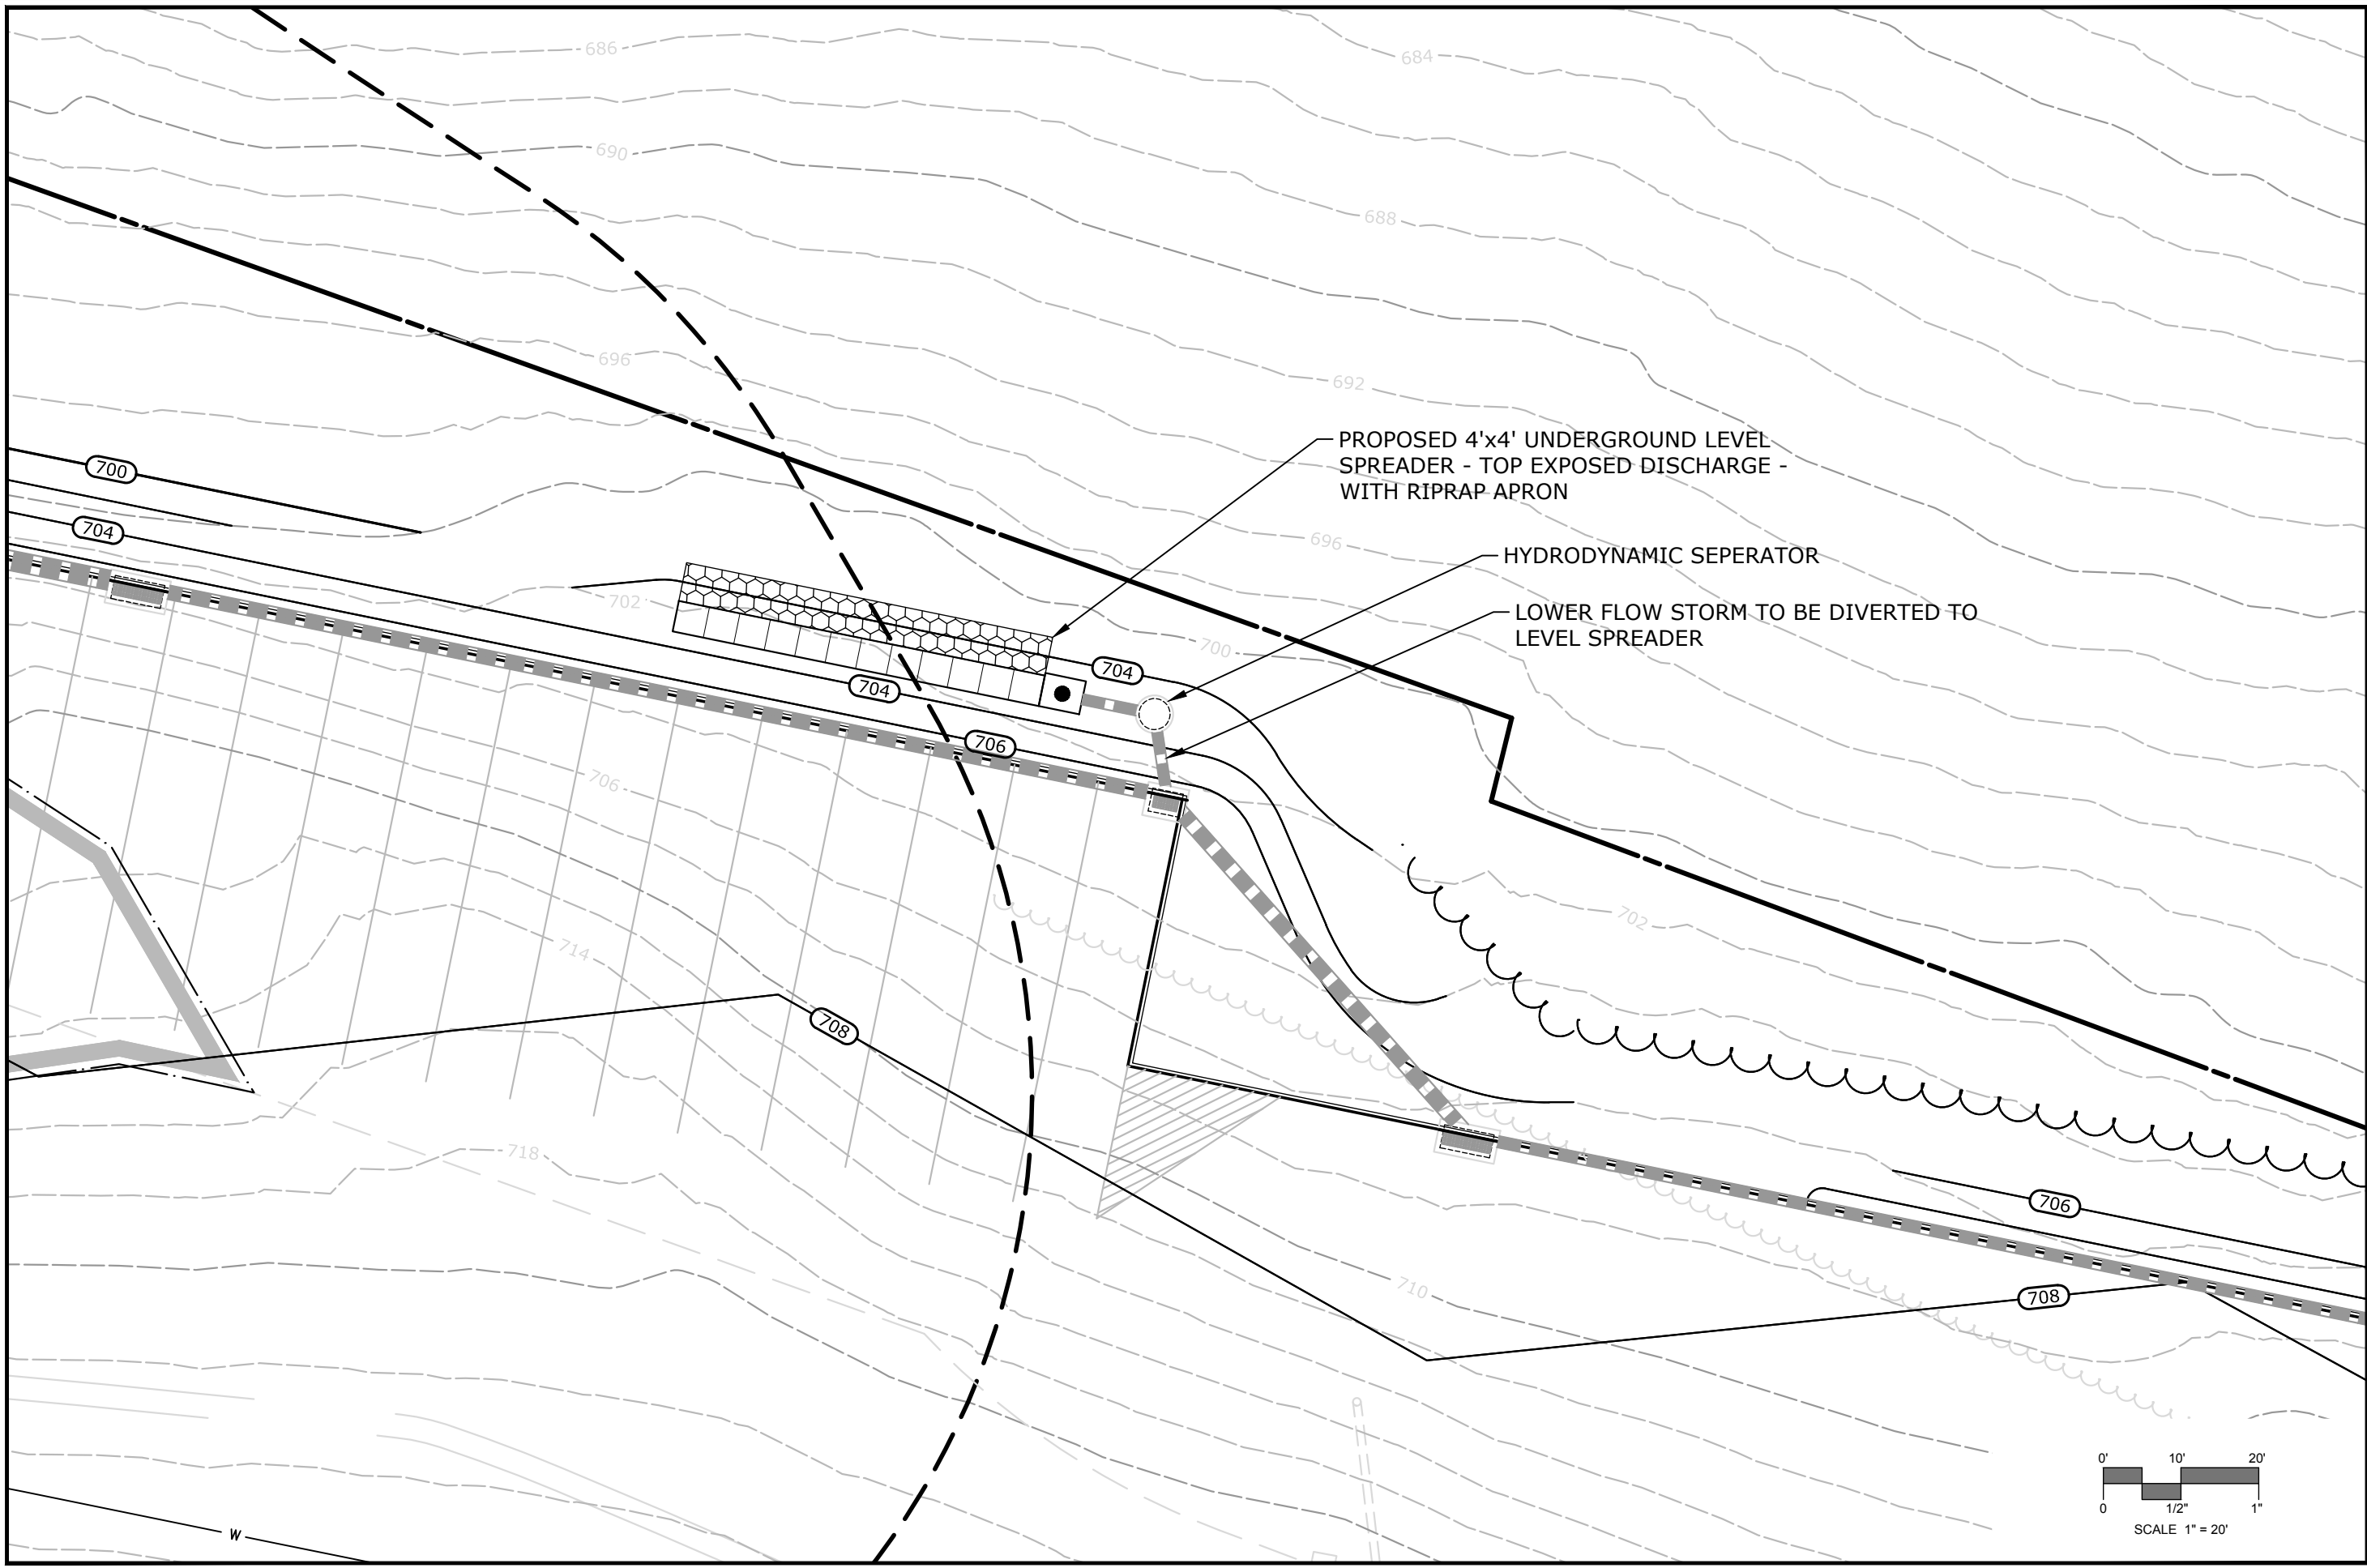 686
684
690
688
696
692
PROPOSED 4'x4' UNDERGROUND LEVEL
SPREADER - TOP EXPOSED DISCHARGE -
WITH RIPRAP APRON
700
704
696
HYDRODYNAMIC SEPERATOR
702
LOWER FLOW STORM TO BE DIVERTED TO
LEVEL SPREADER
700
704
704
706
706
702
714
708
718
706
710
708
0' 10' 20'
0 1/2" 1"
SCALE 1" = 20'
W